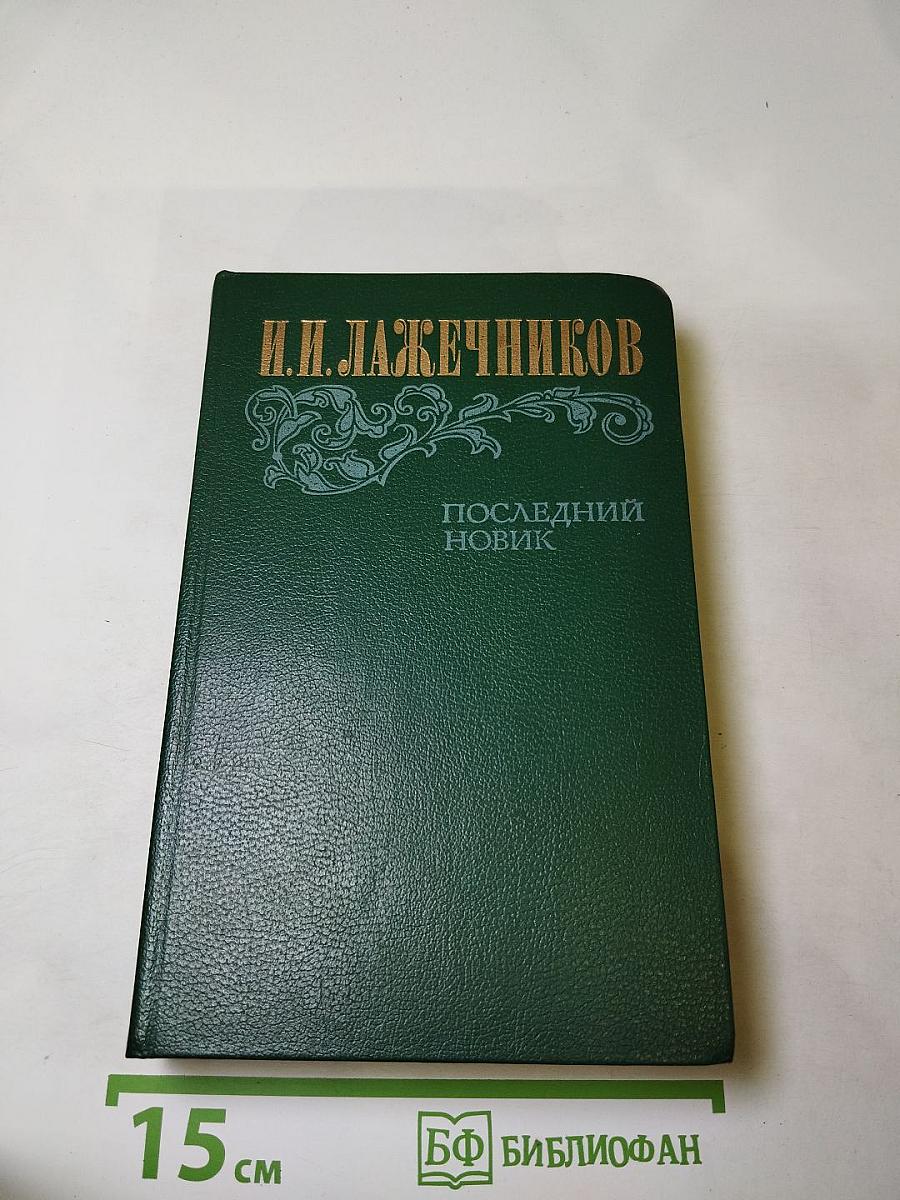 И.И.ЛАЖЕЧНИКОВ
ПОСЛЕДНИЙ
НОВИК
15 см
БФ БИБЛИОФАН